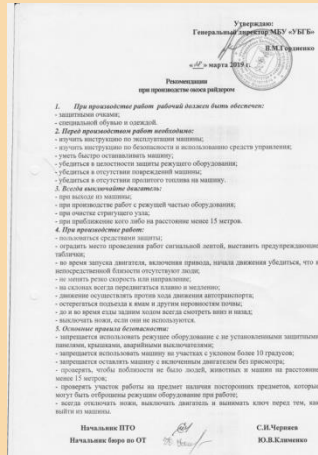 Утверждаю:
Генеральный директор МБУ «УБГБ»
В.М.Гордиенко
марта 2019 г.
Рекомендации
при производстве окоса райдером
1. При производстве работ рабочий должен быть обеспечен:
- защитными очками;
- специальной обувью и одеждой.
2. Перед производством работ необходимо:
- изучить инструкцию по эксплуатации машины;
- изучить инструкцию по безопасности и использованию средств управления;
- уметь быстро останавливать машину;
- убедиться в целостности защиты режущего оборудования;
- убедиться в отсутствии повреждений машины;
- убедиться в отсутствии пролитого топлива на машину.
3. Всегда выключайте двигатель:
- при выходе из машины;
- при производстве работ с режущей частью оборудования;
- при очистке стригущего узла;
- при приближение кого либо на расстояние менее 15 метров.
4. При производстве работ:
- пользоваться средствами защиты;
- оградить место проведения работ сигнальной лентой, выставить предупреждающие
таблички;
- во время запуска двигателя, включения привода, начала движения убедиться, что в
непосредственной близости отсутствуют люди;
- не менять резко скорость или направление;
- на склонах всегда передвигаться плавно и медленно;
- движение осуществлять против хода движения автотранспорта;
- остерегаться подъезда к ямам и другим неровностям почвы;
- до и во время езды задним ходом всегда смотреть вниз и назад;
- выключать ножи, если они не используются.
5. Основные правила безопасности:
- запрещается использовать режущее оборудование с не установленными защитными
панелями, крышками, аварийными выключателями;
- запрещается использовать машину на участках с уклоном более 10 градусов;
- запрещается оставлять машину с включенным двигателем без присмотра;
- проверить, чтобы поблизости не было людей, животных и машин на расстоянии
менее 15 метров;
- проверить участок работы на предмет наличия посторонних предметов, которые
могут быть отброшены режущим оборудование при работе;
- всегда отключать ножи, выключать двигатель и вынимать ключ перед тем, как
выйти из машины.
Начальник ПТО С.И.Черняев
Начальник бюро по ОТ Ю.В.Клименко